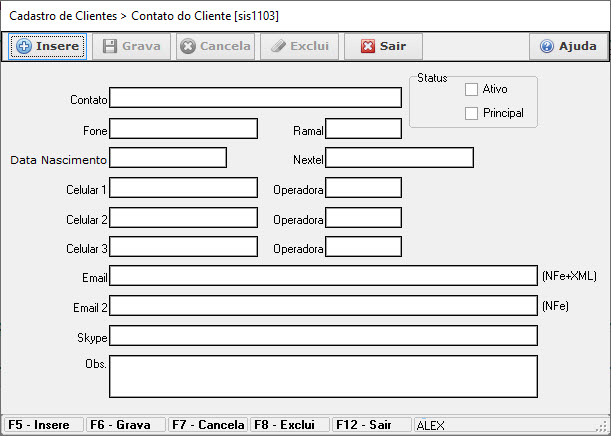 Cadastro de Clientes > Contato do Cliente [sis1103]
Insere Grava Cancela Exclui Sair Ajuda
Status
Ativo
Contato
Principal
Fone Ramal
Data Nascimento Nextel
Celular 1 Operadora
Celular 2 Operadora
Celular 3 Operadora
Email (NFe+XML)
Email 2 (NFe)
Skype
Obs.
F5 - Insere F6 - Grava F7 - Cancela F8 - Exclui F12 - Sair ALEX